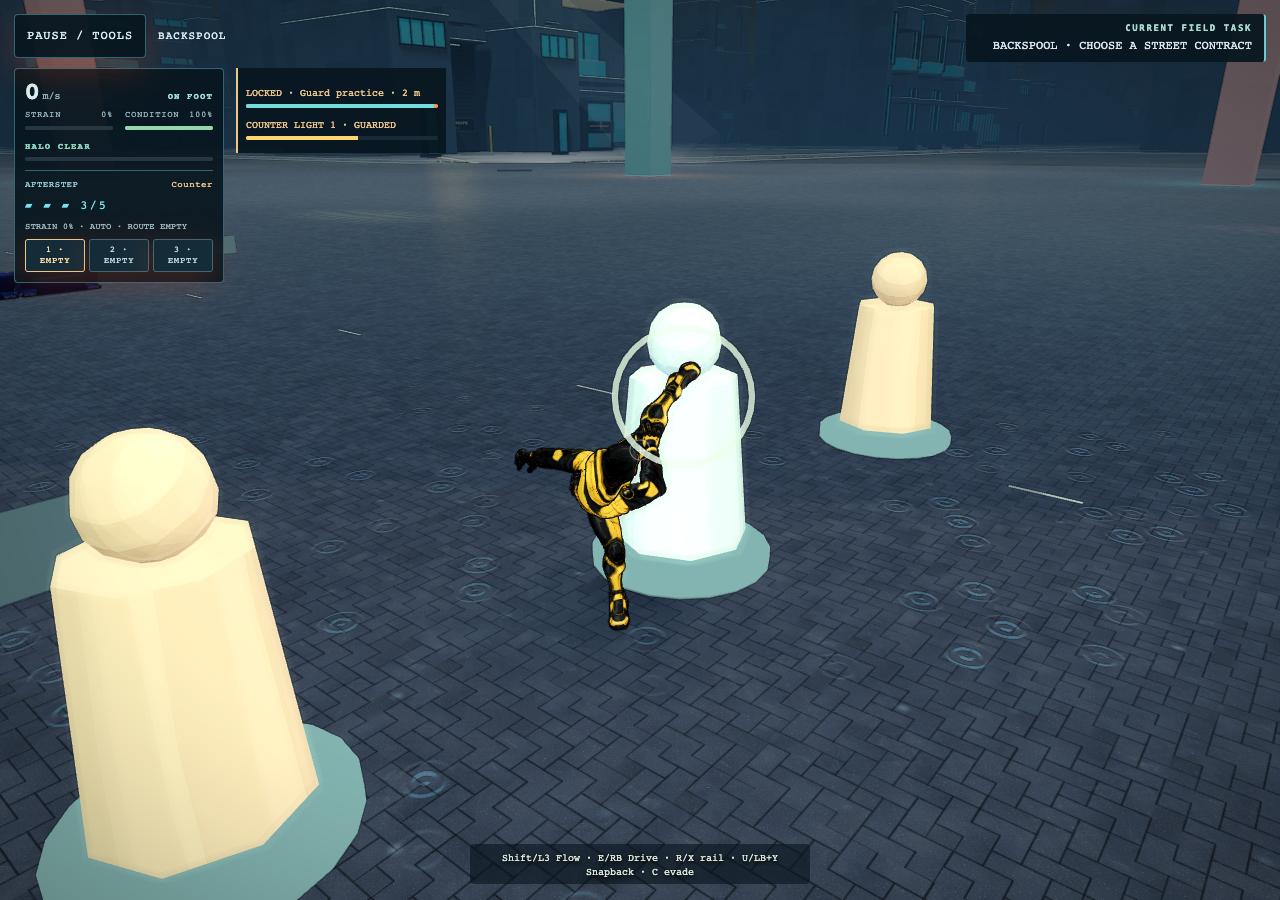 PAUSE / TOOLS
BACKSPOOL
CURRENT FIELD TASK
BACKSPOOL · CHOOSE A STREET CONTRACT
0 m/s
ON FOOT
STRAIN 0%
CONDITION 100%
HALO CLEAR
AFTERSTEP
Counter
3/5
STRAIN 0% · AUTO · ROUTE EMPTY
1 ·
EMPTY
2 ·
EMPTY
3 ·
EMPTY
LOCKED · Guard practice · 2 m
COUNTER LIGHT 1 · GUARDED
Shift/L3 Flow · E/RB Drive · R/X rail · U/LB+Y
Snapback · C evade